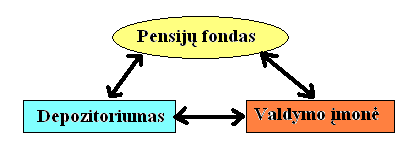 Pensijų fondas
Depozitoriumas
Valdymo įmonė